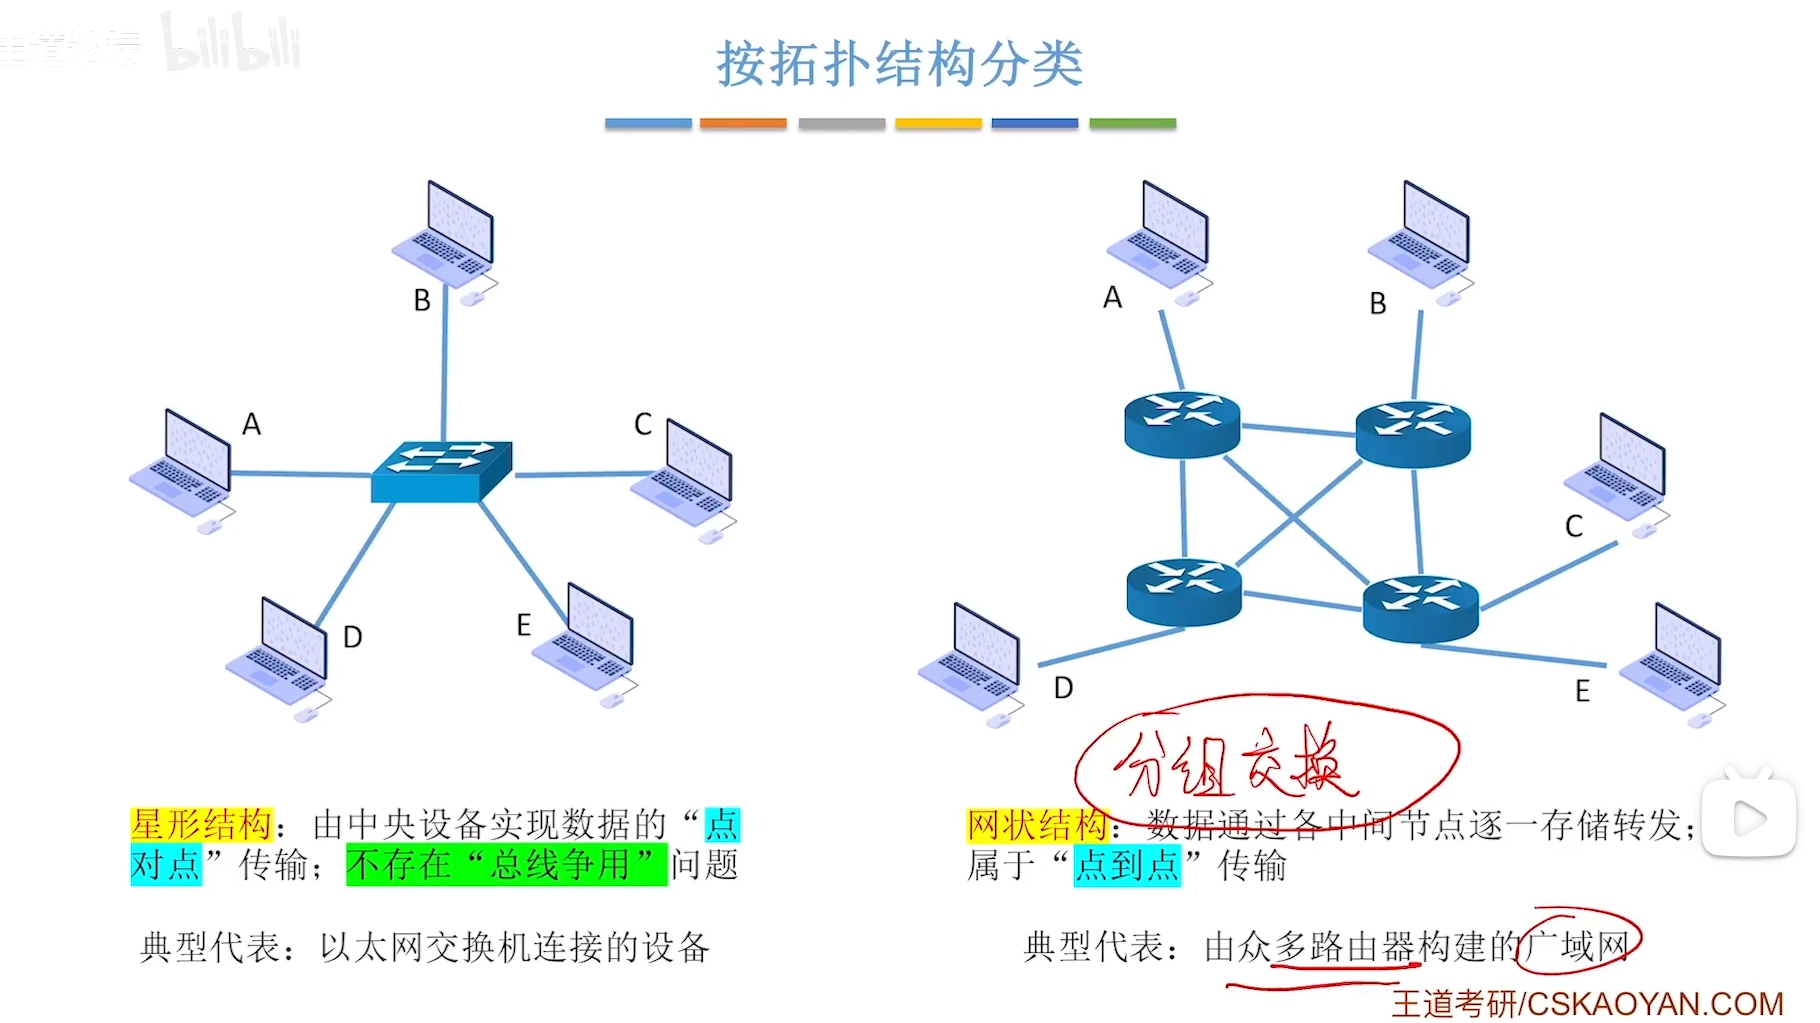 bilibili
按拓扑结构分类
B
A
C
D
E
A
B
C
D
E
分组交换
星形结构：由中央设备实现数据的“点
对点”传输；不存在“总线争用”问题
典型代表：以太网交换机连接的设备
网状结构：数据通过各中间节点逐一存储转发；
属于“点到点”传输
典型代表：由众多路由器构建的广域网
王道考研/CSKAOYAN.COM